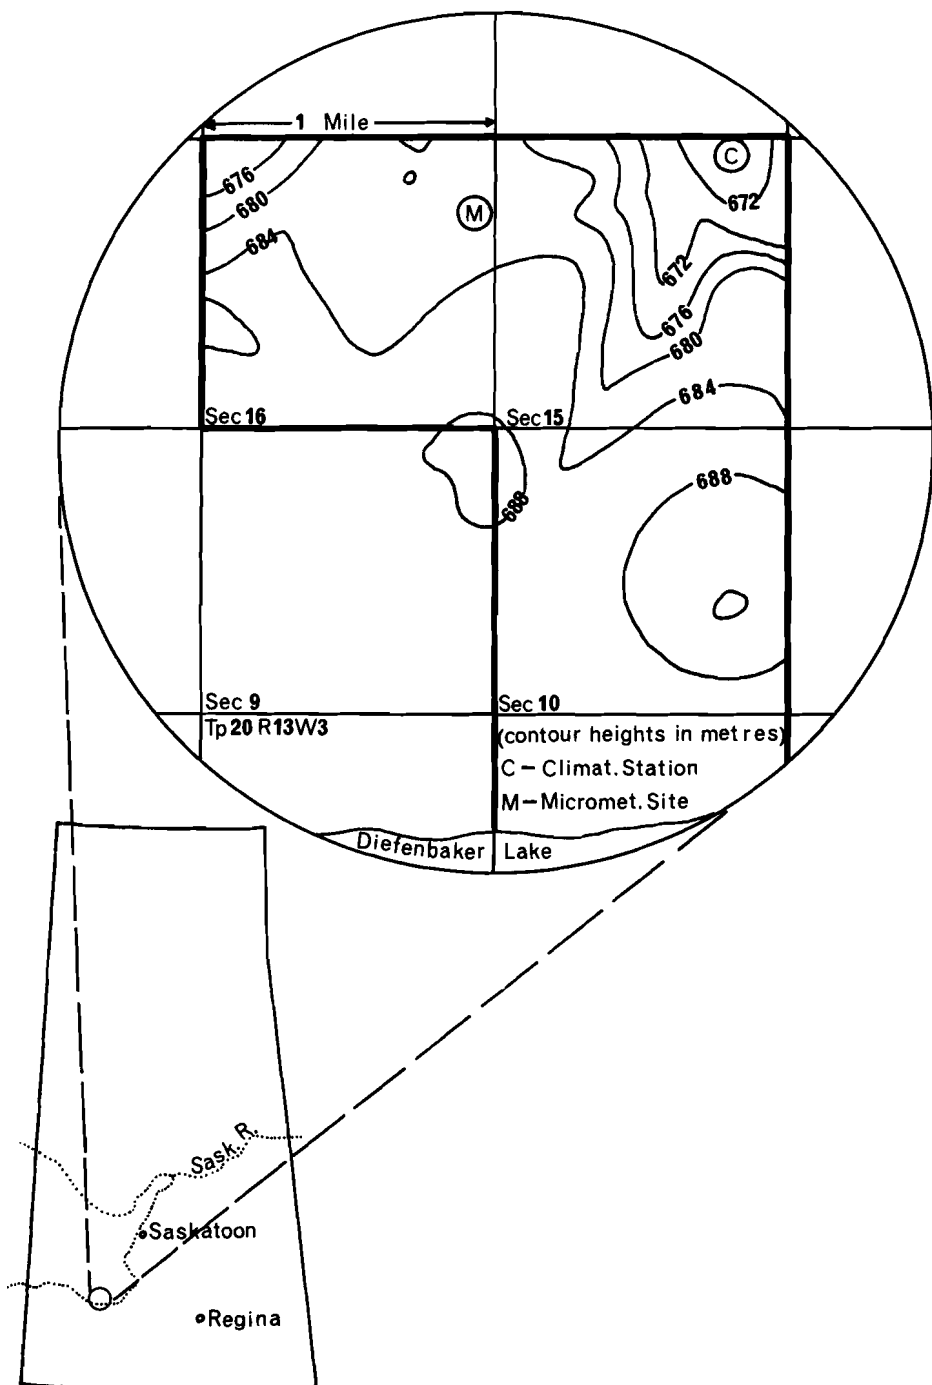 1 Mile
C
676
680
672
M
684
672
676
680
684
Sec 16
Sec 15
688
688
Sec 9
Sec 10
Tp 20 R13W3
(contour heights in metres)
C - Climat. Station
M - Micromet. Site
Diefenbaker Lake
Sask. R.
Saskatoon
Regina